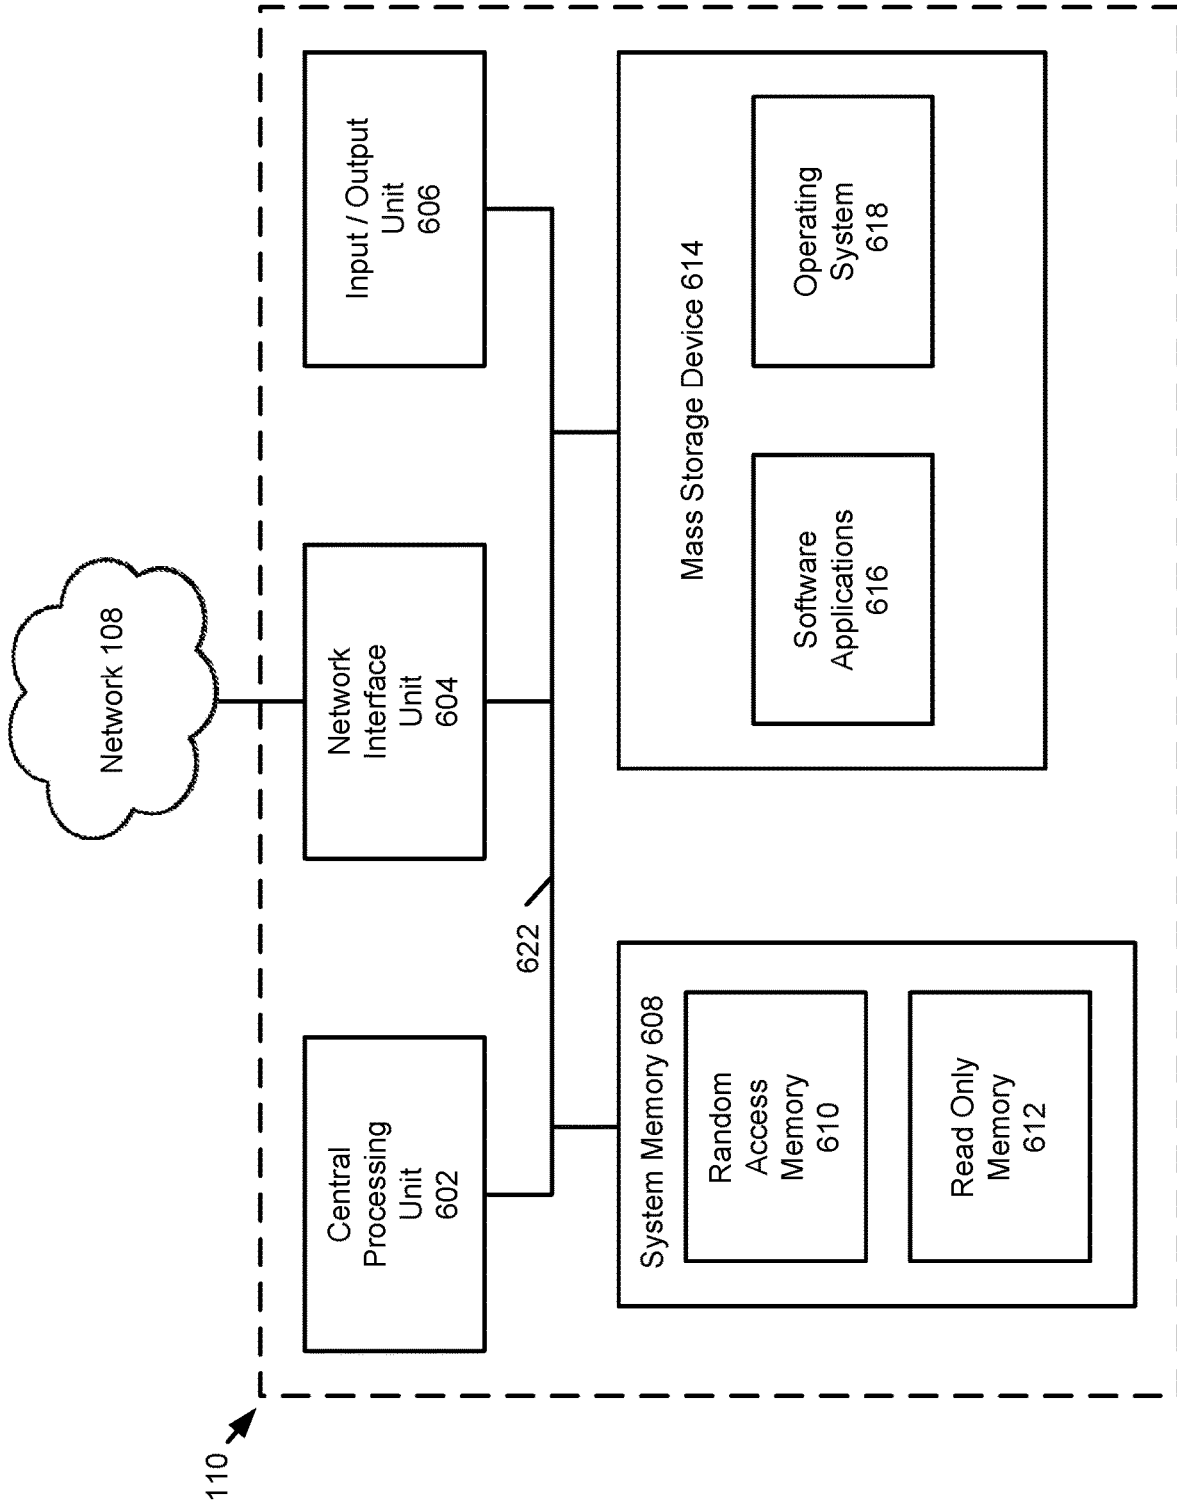 110
Network 108
Central
Processing
Unit
602
Network
Interface
Unit
604
Input / Output
Unit
606
622
System Memory 608
Random
Access
Memory
610
Read Only
Memory
612
Mass Storage Device 614
Software
Applications
616
Operating
System
618